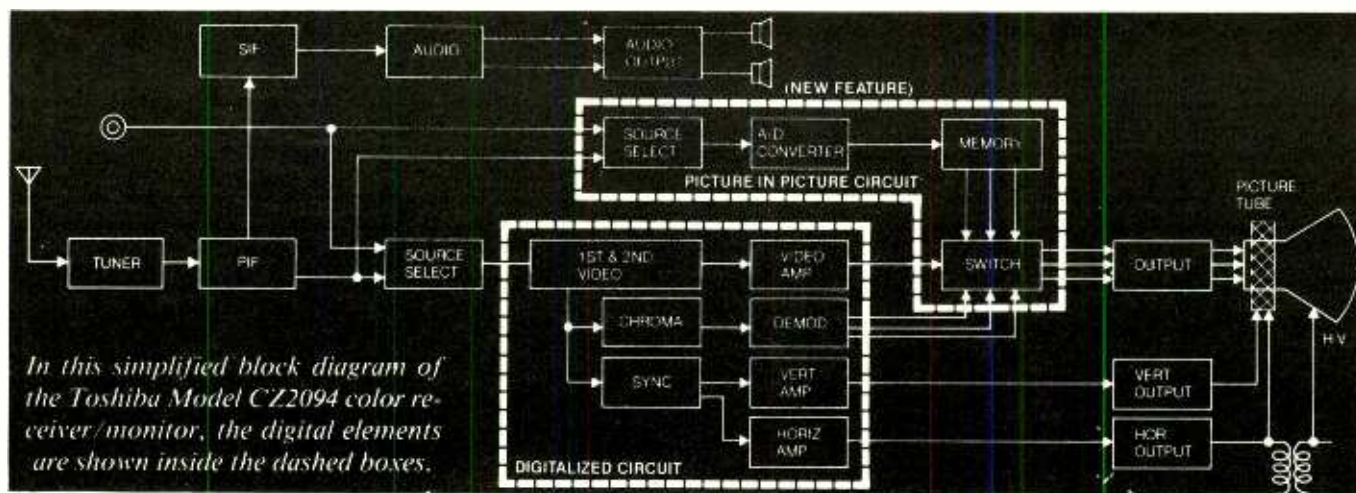 SIF
AUDIO
AUDIO
OUTPUT
(NEW FEATURE)
SOURCE
SELECT
A/D
CONVERTER
MEMORY
PICTURE IN PICTURE CIRCUIT
PICTURE
TUBE
TUNER
PIF
SOURCE
SELECT
1ST & 2ND
VIDEO
VIDEO
AMP
SWITCH
OUTPUT
CHROMA
DEMOD
HV
SYNC
VERT
AMP
VERT
OUTPUT
HORIZ
AMP
HOR
OUTPUT
DIGITALIZED CIRCUIT
In this simplified block diagram of
the Toshiba Model CZ2094 color re-
ceiver/monitor, the digital elements
are shown inside the dashed boxes.